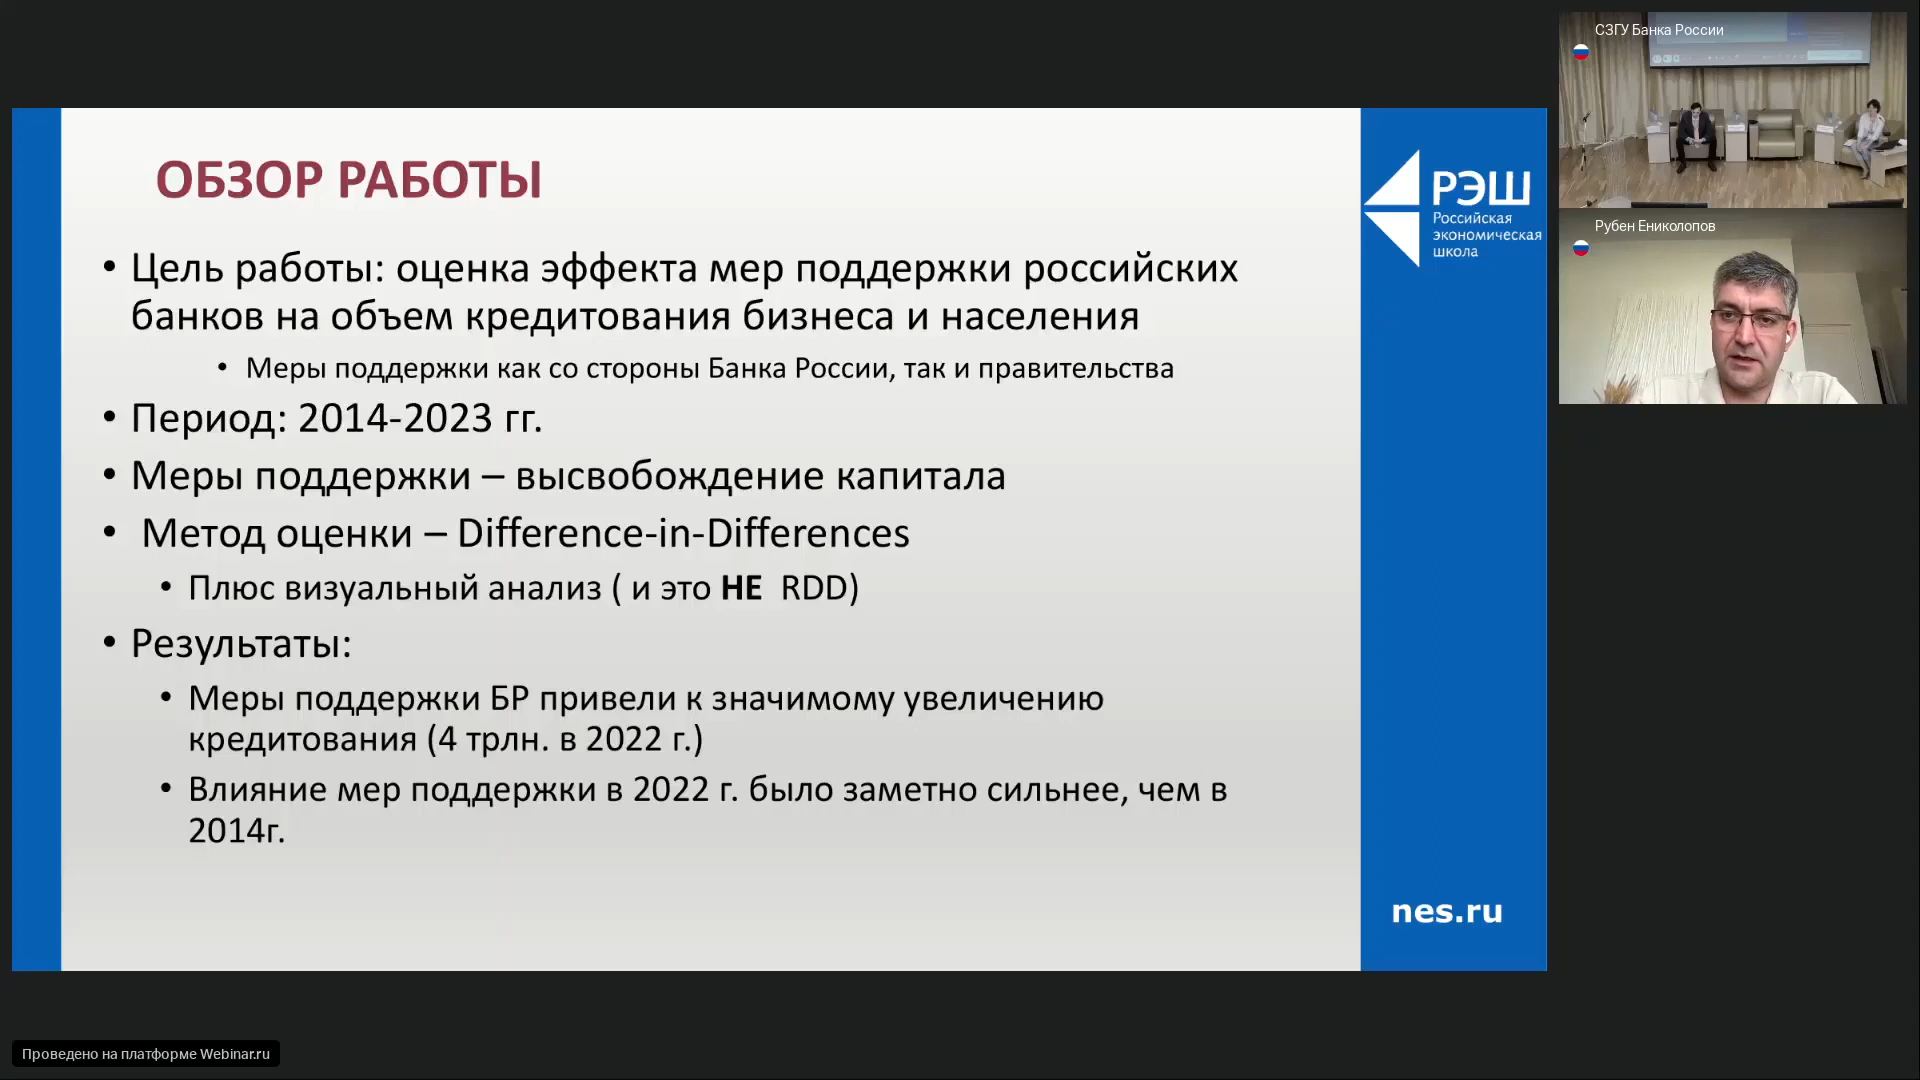 ОБЗОР РАБОТЫ
• Цель работы: оценка эффекта мер поддержки российских
банков на объем кредитования бизнеса и населения
• Меры поддержки как со стороны Банка России, так и правительства
• Период: 2014-2023 гг.
• Меры поддержки – высвобождение капитала
• Метод оценки – Difference-in-Differences
• Плюс визуальный анализ ( и это НЕ RDD)
• Результаты:
• Меры поддержки БР привели к значимому увеличению
кредитования (4 трлн. в 2022 г.)
• Влияние мер поддержки в 2022 г. было заметно сильнее, чем в
2014г.
РЭШ
Российская
экономическая
школа
nes.ru
СЗГУ Банка России
Рубен Ениколопов
Проведено на платформе Webinar.ru